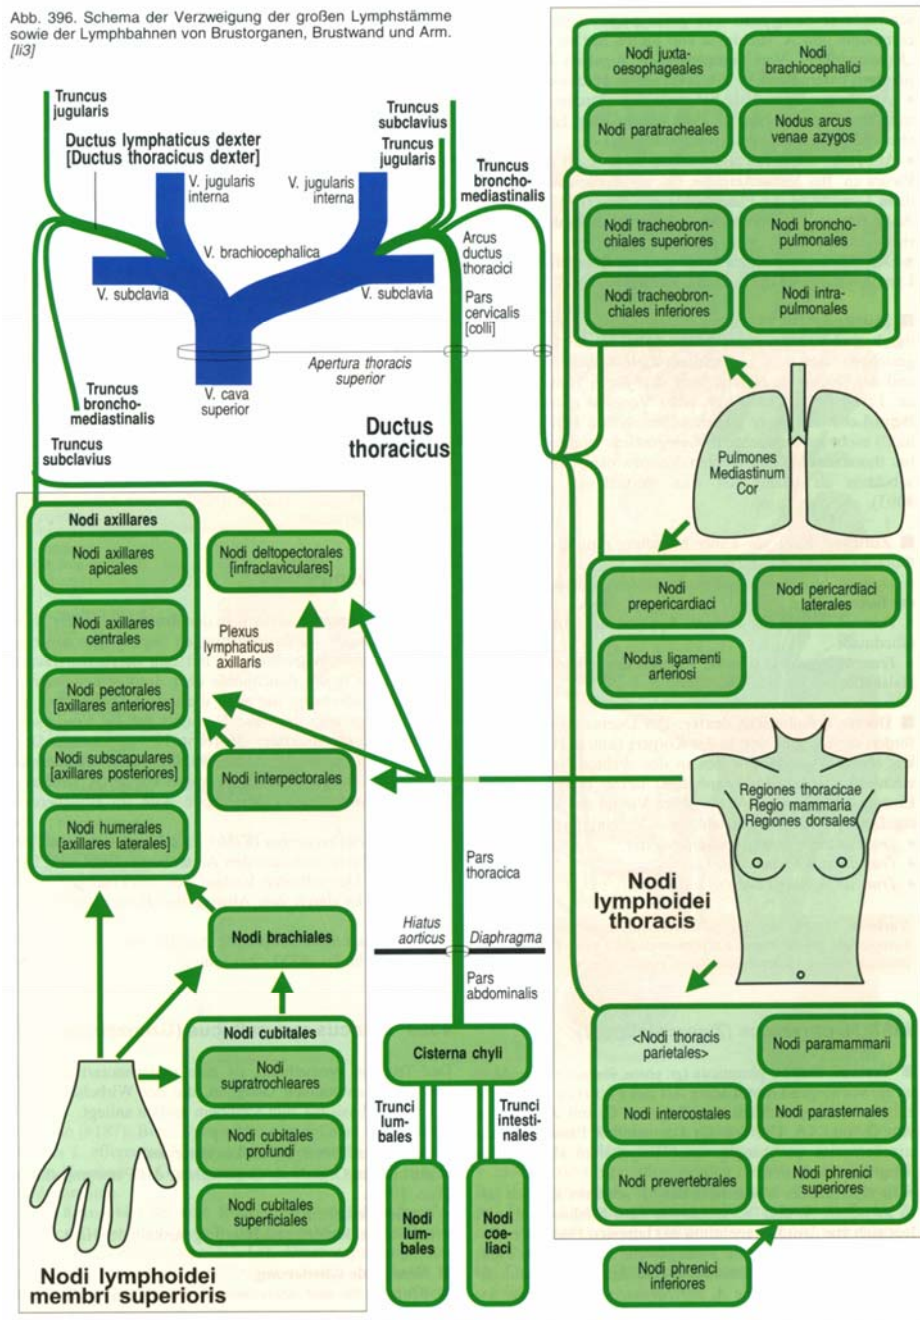 Abb. 396. Schema der Verzweigung der großen Lymphstämme
sowie der Lymphbahnen von Brustorganen, Brustwand und Arm.
[li3]
Truncus
jugularis
Ductus lymphaticus dexter
[Ductus thoracicus dexter]
V. jugularis
interna
V. jugularis
interna
Truncus
subclavius
Truncus
jugularis
Truncus
broncho-
mediastinalis
V. brachiocephalica
V. subclavia
V. subclavia
Arcus
ductus
thoracici
Pars
cervicalis
[colli]
Apertura thoracis
superior
V. cava
superior
Truncus
broncho-
mediastinalis
Truncus
subclavius
Ductus
thoracicus
Nodi axillares
Nodi axillares
apicales
Nodi axillares
centrales
Nodi pectorales
[axillares anteriores]
Nodi subscapulares
[axillares posteriores]
Nodi humerales
[axillares laterales]
Nodi deltopectorales
[infraclaviculares]
Plexus
lymphaticus
axillaris
Nodi interpectorales
Nodi brachiales
Nodi cubitales
Nodi
supratrochleares
Nodi cubitales
profundi
Nodi cubitales
superficiales
Nodi lymphoidei
membri superioris
Pars
thoracica
Hiatus
aorticus
Diaphragma
Pars
abdominalis
Cisterna chyli
Trunci
lum-
bales
Trunci
intesti-
nales
Nodi
lum-
bales
Nodi
coe-
liaci
Nodi juxta-
oesophageales
Nodi
brachiocephalici
Nodi paratracheales
Nodus arcus
venae azygos
Nodi tracheobron-
chiales superiores
Nodi broncho-
pulmonales
Nodi tracheobron-
chiales inferiores
Nodi intra-
pulmonales
Pulmones
Mediastinum
Cor
Nodi
prepericardiaci
Nodi pericardiaci
laterales
Nodus ligamenti
arteriosi
Regiones thoracicae
Regio mammaria
Regiones dorsales
Nodi
lymphoidei
thoracis
<Nodi thoracis
parietales>
Nodi paramammarii
Nodi intercostales
Nodi parasternales
Nodi prevertebrales
Nodi phrenici
superiores
Nodi phrenici
inferiores